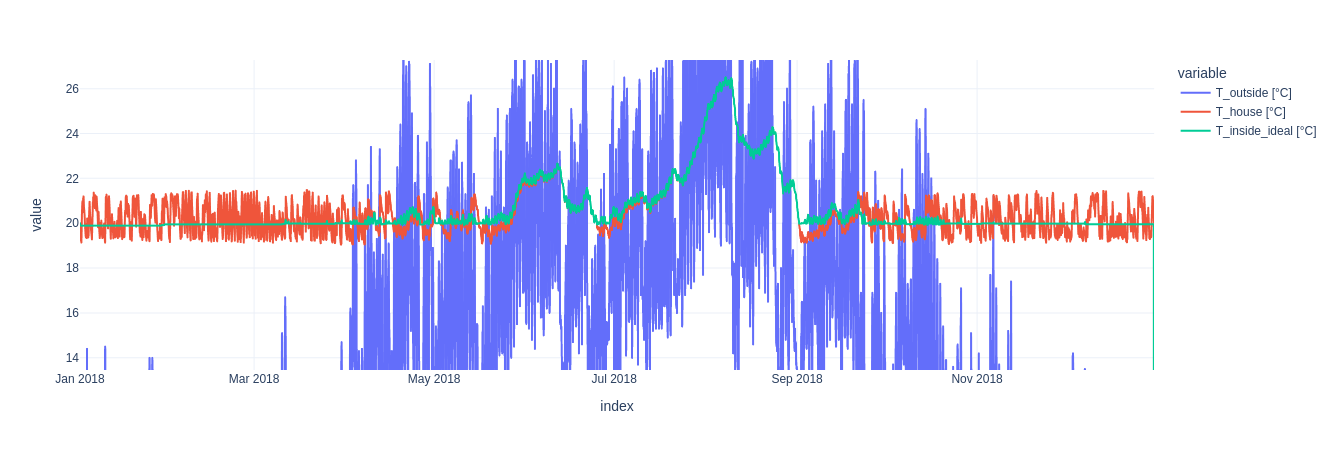 variable
T_outside [°C]
T_house [°C]
T_inside_ideal [°C]
value
26
24
22
20
18
16
14
Jan 2018
Mar 2018
May 2018
Jul 2018
Sep 2018
Nov 2018
index